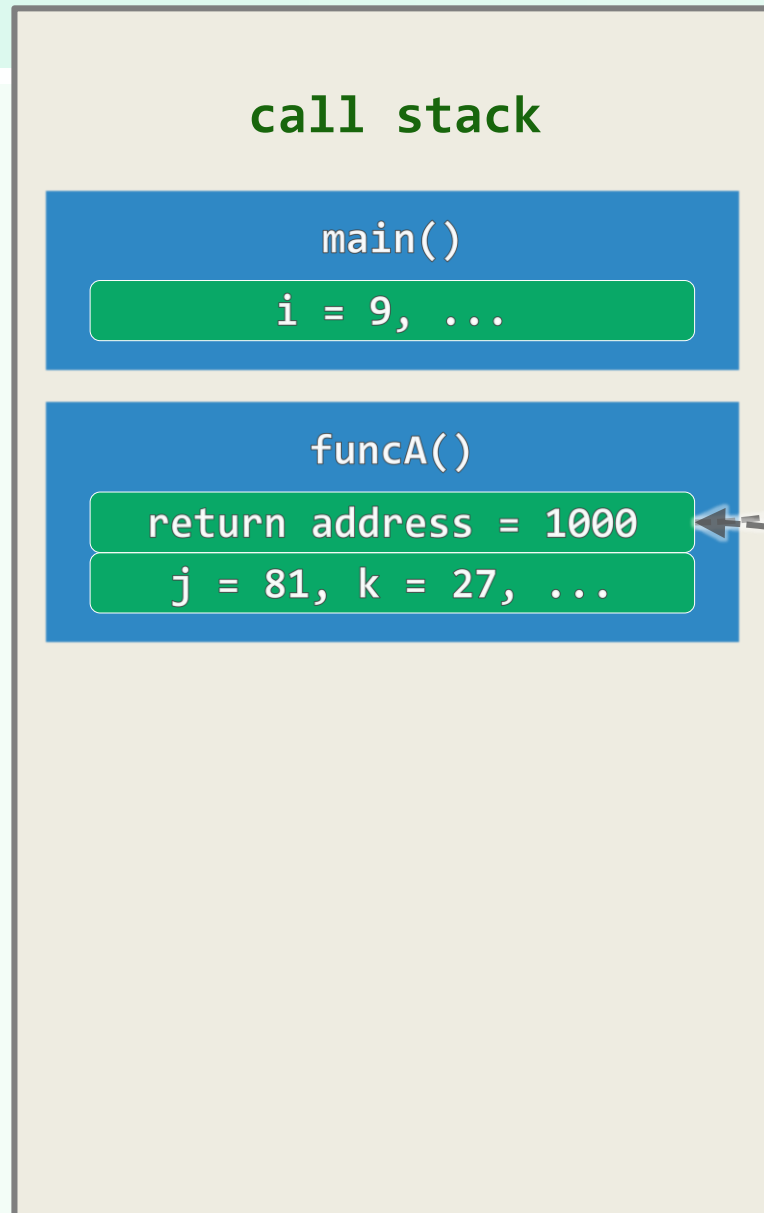 call stack
main()
i = 9, ...
funcA()
return address = 1000
j = 81, k = 27, ...